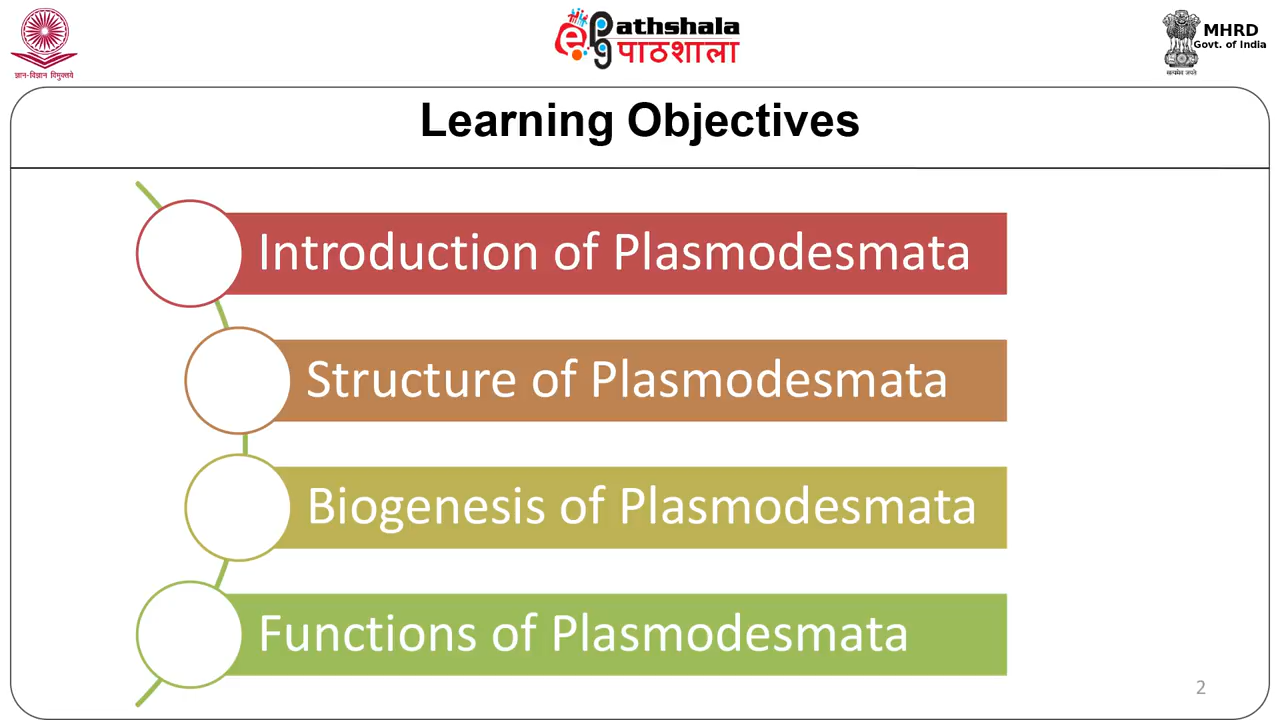 ज्ञान-विज्ञान विमुक्तये
ePG Pathshala
पाठशाला
MHRD
Govt. of India
सत्यमेव जयते
Learning Objectives
Introduction of Plasmodesmata
Structure of Plasmodesmata
Biogenesis of Plasmodesmata
Functions of Plasmodesmata
2